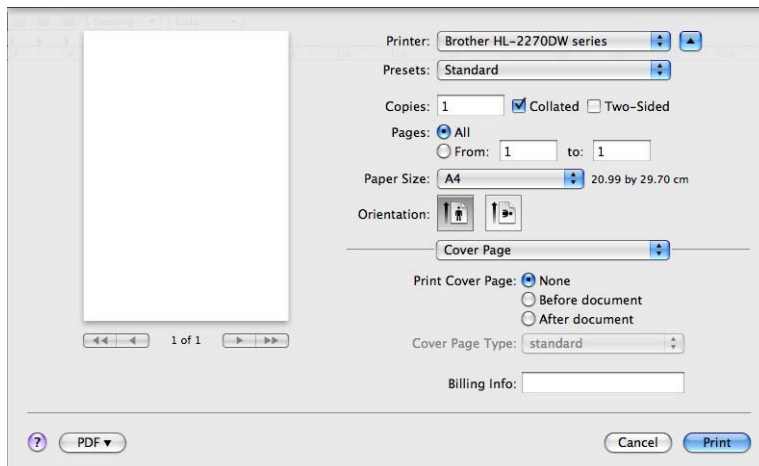 Spacing Lists
Printer: Brother HL-2270DW series
Presets: Standard
Copies: 1 Collated Two-Sided
Pages: All
From: 1 to: 1
Paper Size: A4 20.99 by 29.70 cm
Orientation:
Cover Page
Print Cover Page: None
Before document
After document
1 of 1
Cover Page Type: standard
Billing Info:
? PDF Cancel Print